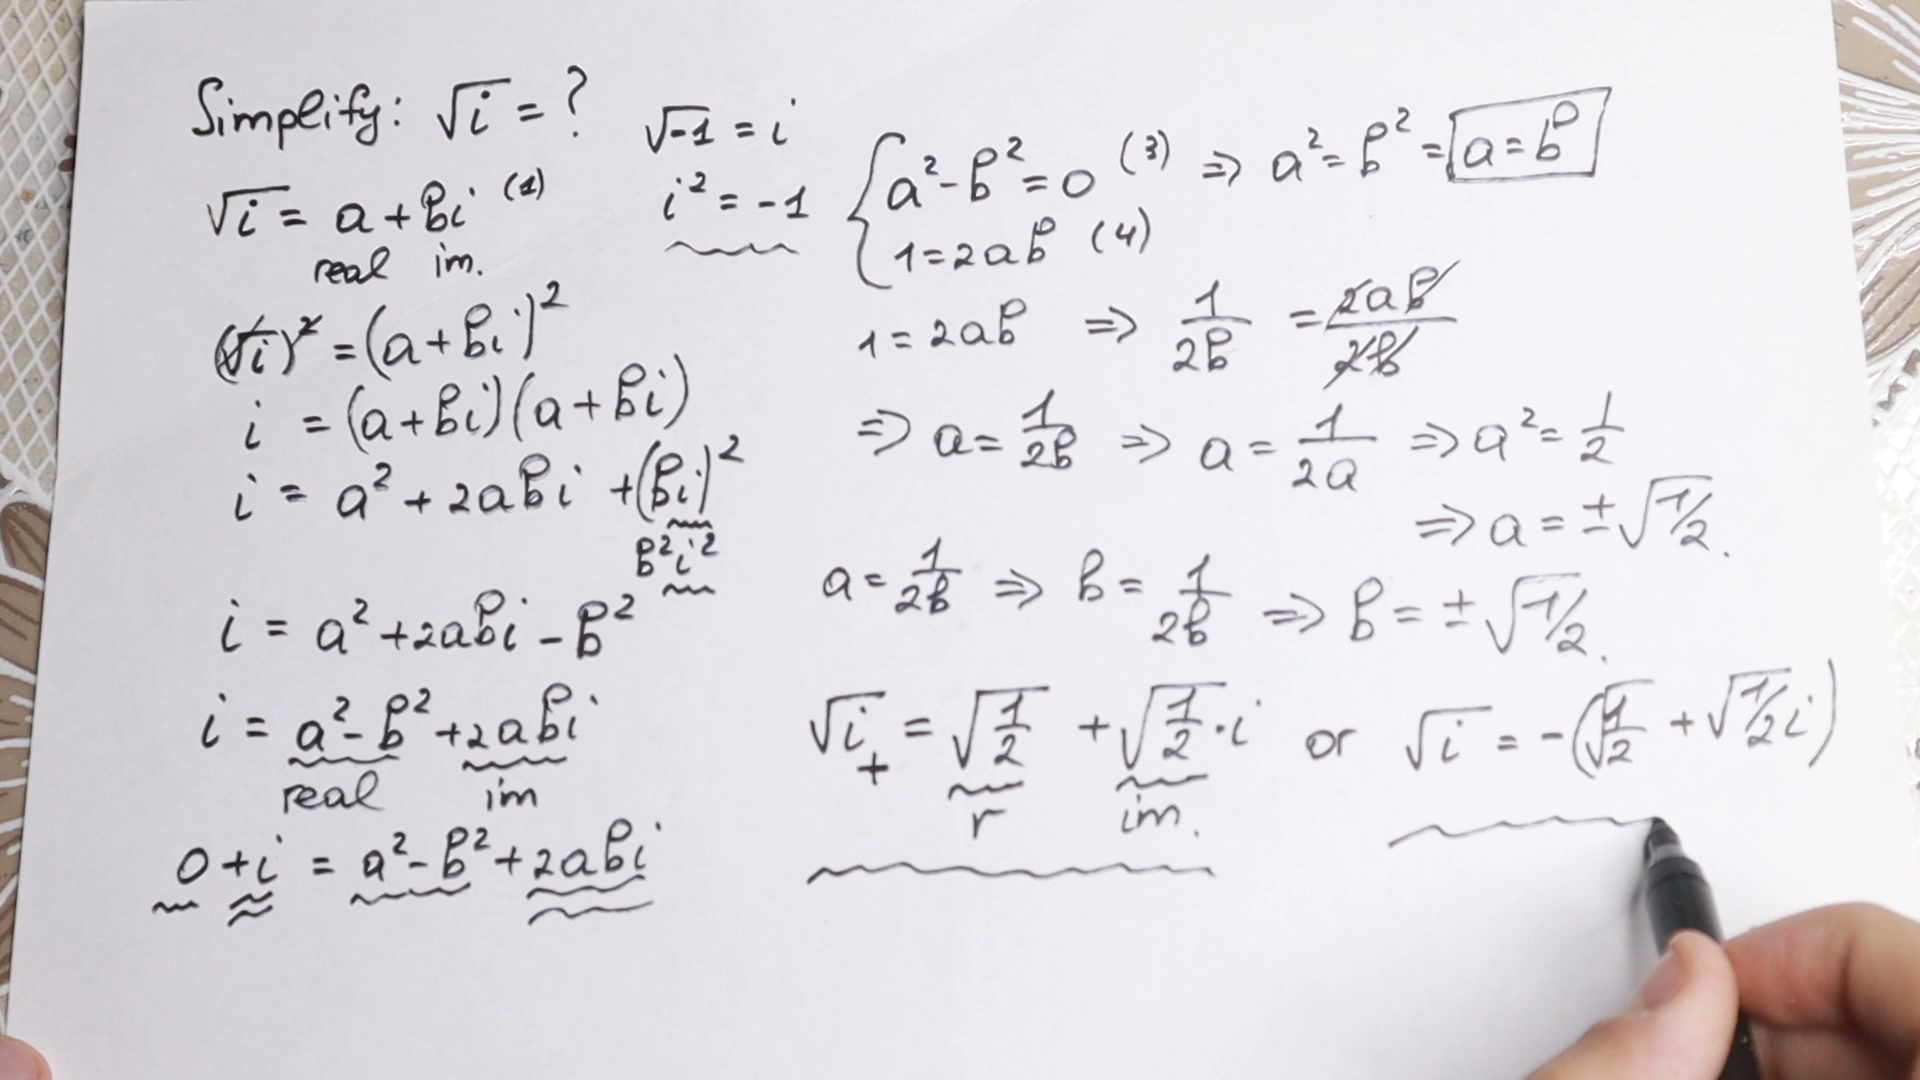 Simplify: √i = ?
√-1 = i
i² = -1
√i = a + bi (1)
real im.
(√i)² = (a + bi)²
i = (a + bi)(a + bi)
i = a² + 2abi + (bi)²
b²i²
i = a² + 2abi - b²
i = a² - b² + 2abi
real im
0 + i = a² - b² + 2abi
{ a² - b² = 0 (3) ⇒ a² = b² = a = b
1 = 2ab (4)
1 = 2ab ⇒ 1/2b = 2ab/2b
⇒ a = 1/2b ⇒ a = 1/2a ⇒ a² = 1/2
⇒ a = ±√1/2.
a = 1/2b ⇒ b = 1/2b ⇒ b = ±√1/2.
√i + = √1/2 + √1/2 · i or √i = -(√1/2 + √1/2 i)
r im.